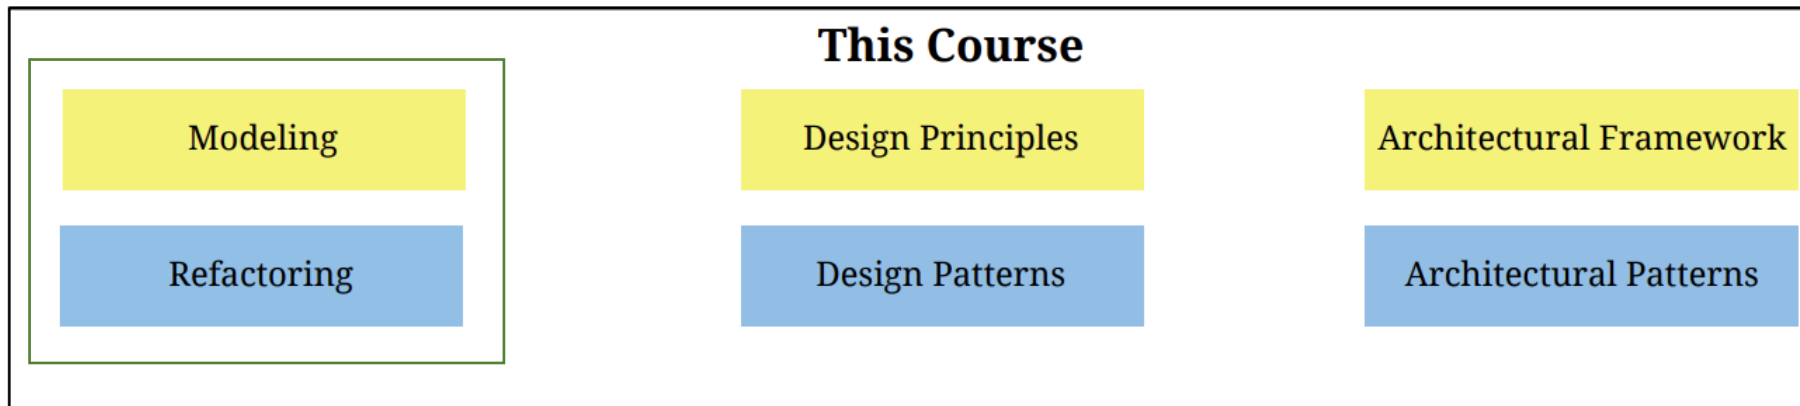 This Course
Modeling
Design Principles
Architectural Framework
Refactoring
Design Patterns
Architectural Patterns